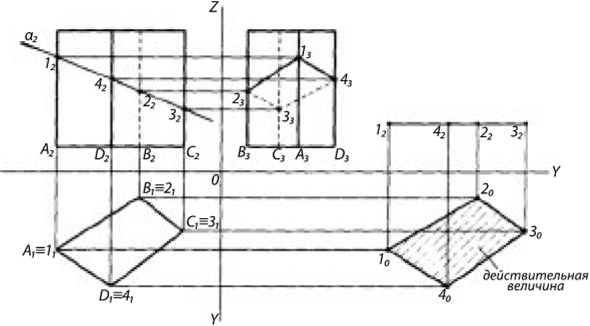 Z
α₂
1₂
4₂
2₂
3₂
1₃
4₃
2₃
3₃
1₂ 4₂ 2₂ 3₂
A₂ D₂ B₂ C₂
B₃ C₃ A₃ D₃
0
Y
B₁≡2₁
2₀
C₁≡3₁
3₀
A₁≡1₁
1₀
D₁≡4₁
4₀
действительная
величина
Y